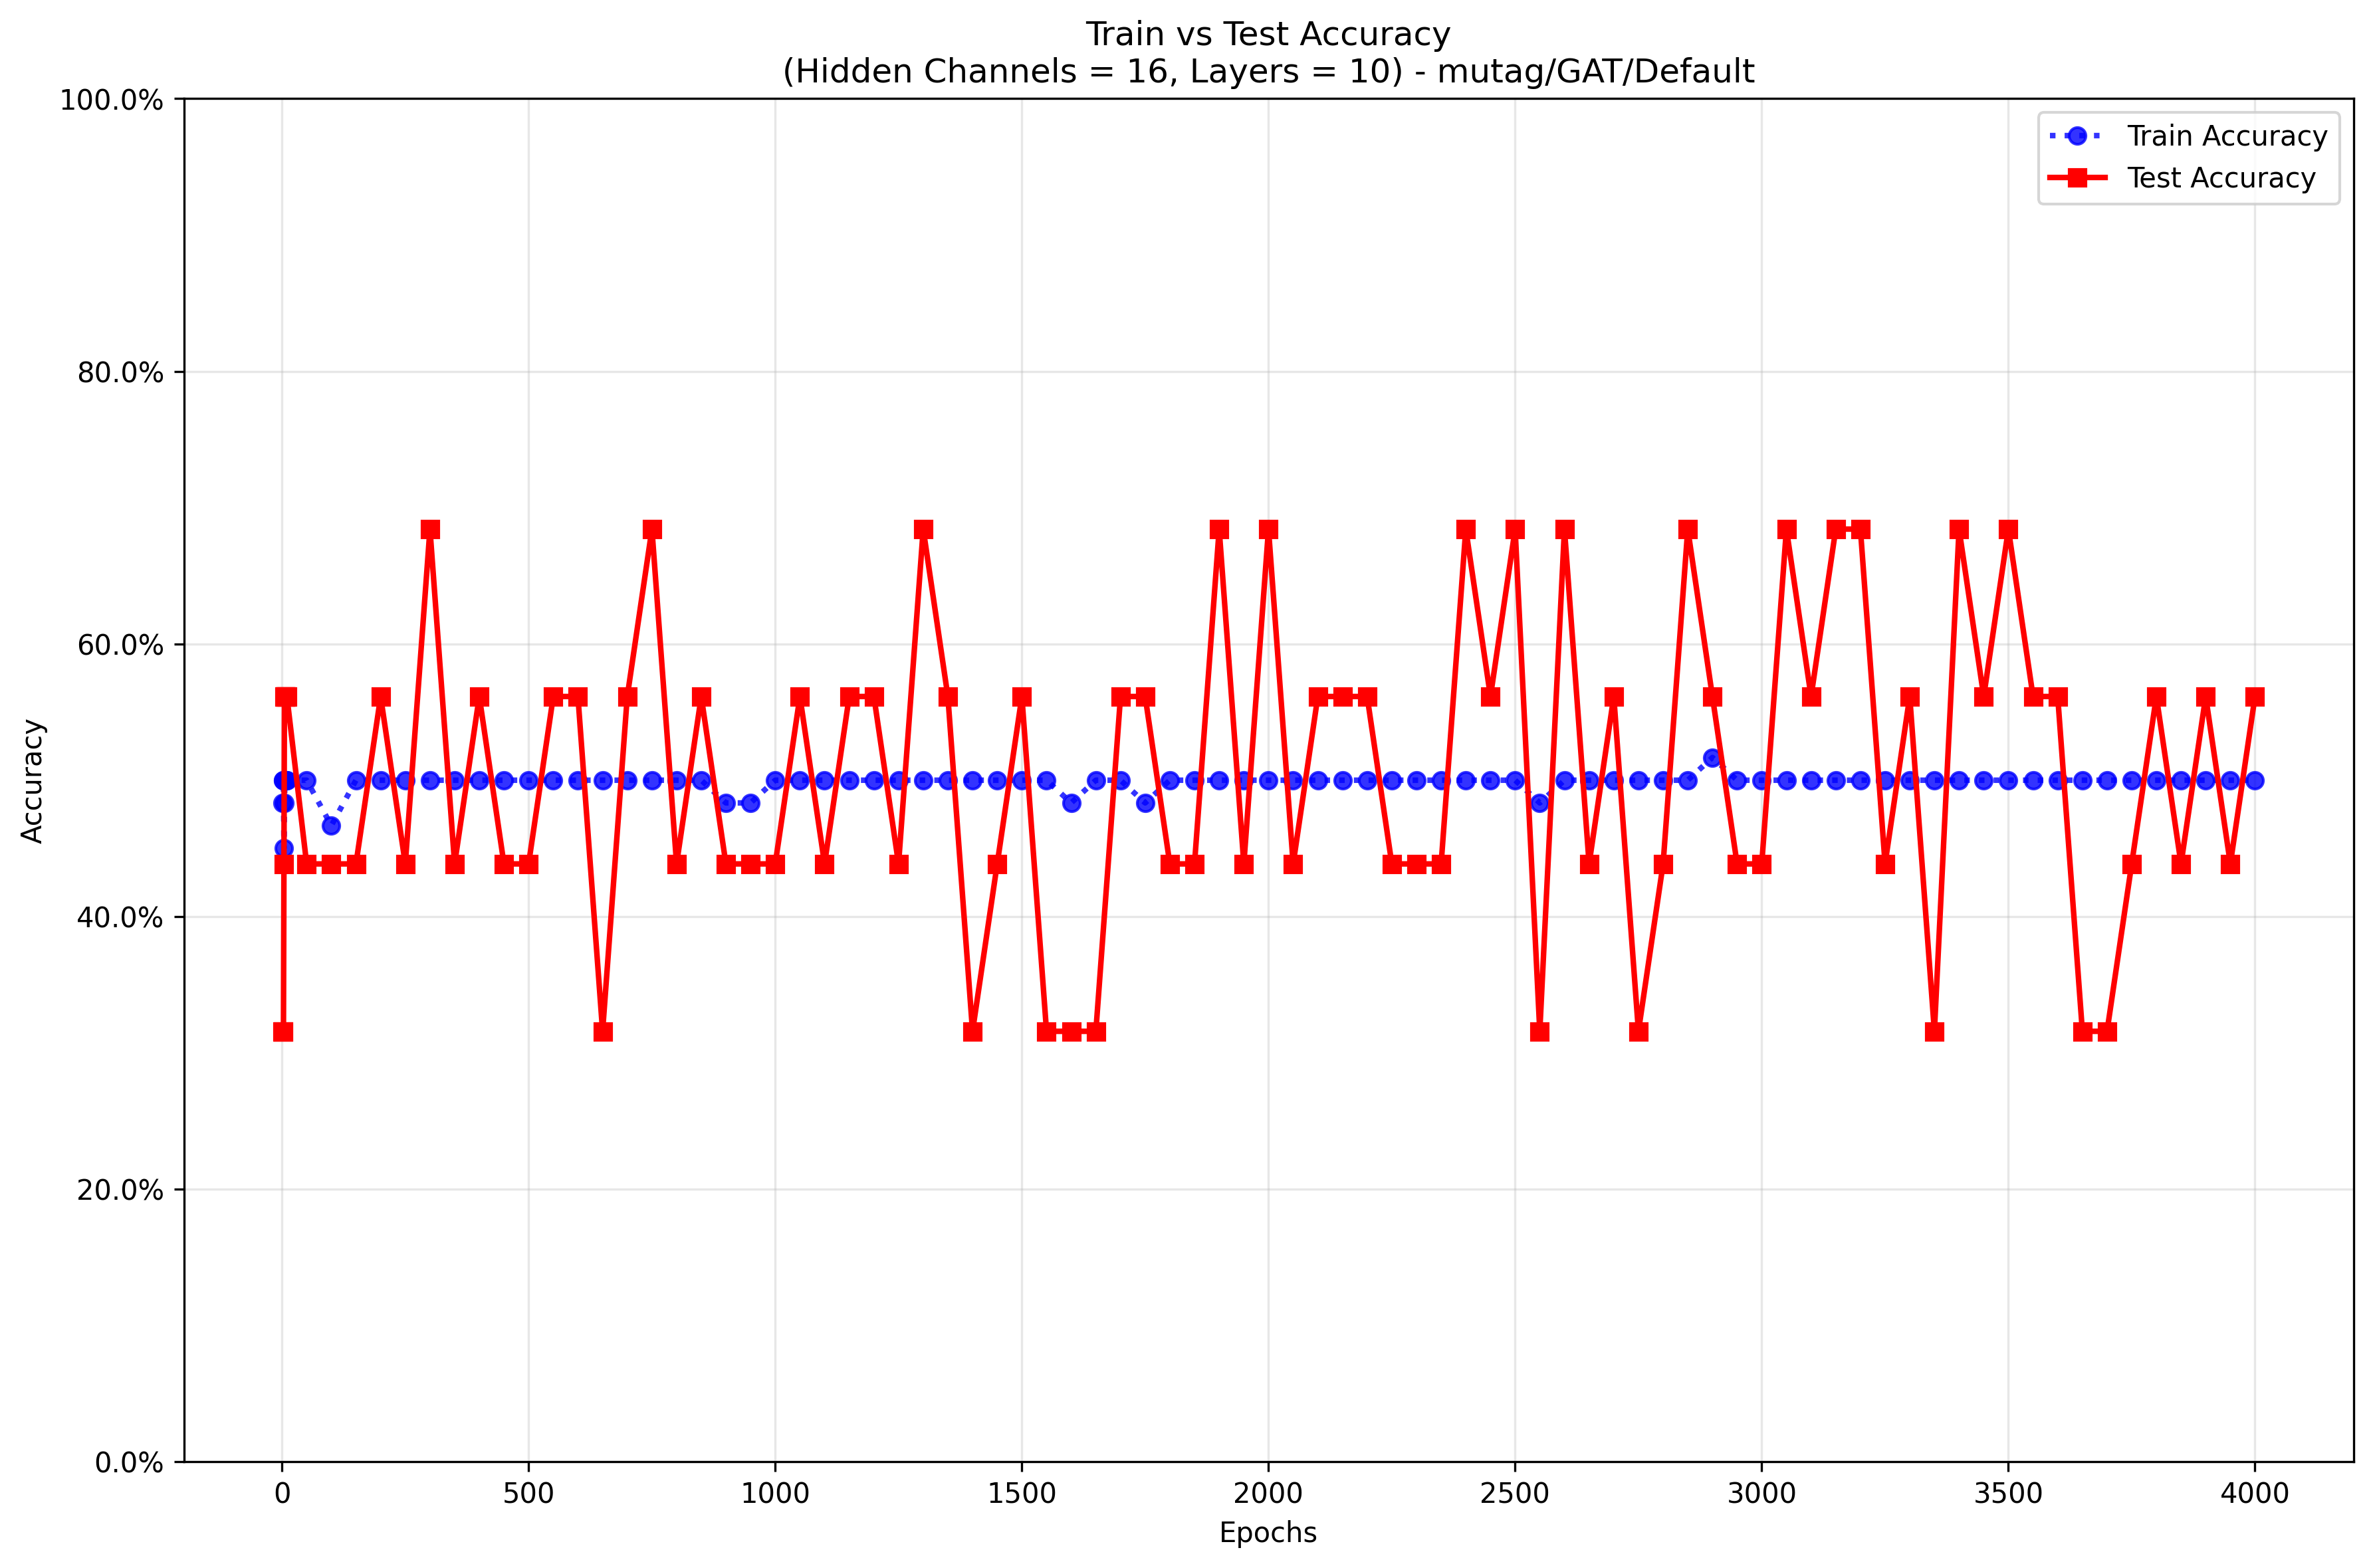 Train vs Test Accuracy
(Hidden Channels = 16, Layers = 10) - mutag/GAT/Default
100.0%
80.0%
60.0%
40.0%
20.0%
0.0%
Accuracy
Train Accuracy
Test Accuracy
0
500
1000
1500
2000
2500
3000
3500
4000
Epochs